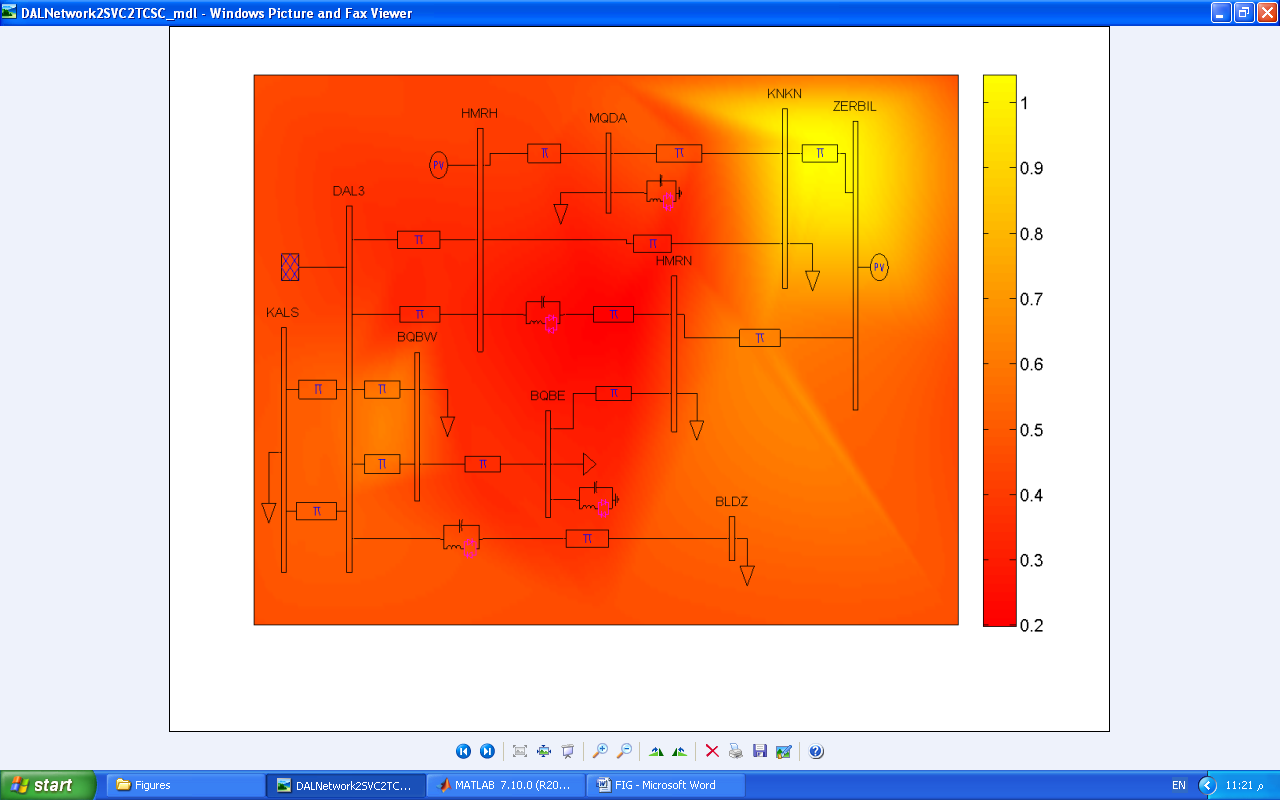 DALNetwork2SVC2TCSC_mdl - Windows Picture and Fax Viewer
KNKN
ZERBIL
1
HMRH
MQDA
π
π
π
PV
0.9
DAL3
0.8
π
π
HMRN
PV
0.7
KALS
π
π
BQBW
π
0.6
π
π
BQBE
π
0.5
π
π
BLDZ
0.4
π
π
0.3
0.2
start
Figures
DALNetwork2SVC2TC...
MATLAB 7.10.0 (R20...
FIG - Microsoft Word
EN
11:21 م